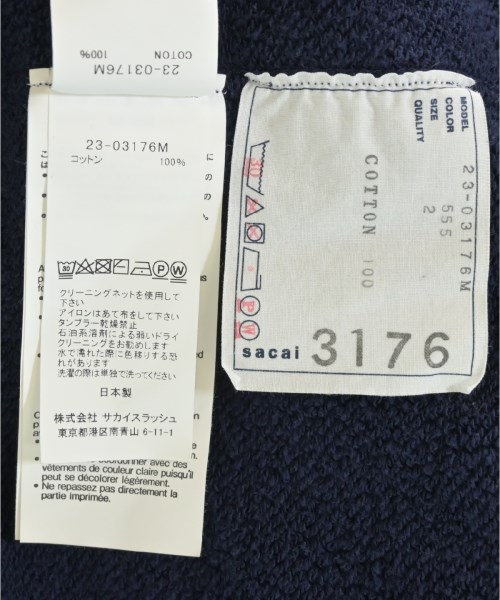 23-03176M
COTTON 100%
23-03176M
コットン 100%
30
P W
クリーニングネットを使用して
下さい
アイロンはあて布をして下さい
タンブラー乾燥禁止
石油系溶剤による弱いドライ
クリーニングをお勧めします
水で濡れた際に色移りする恐
れがあります
洗濯の際は単独で洗ってください
日本製
株式会社 サカイスラッシュ
東京都港区南青山 6-11-1
vêtements de couleur claire puisqu'il
peut se décolorer légèrement.
• Ne repassez pas directement la
partie imprimée.
MODEL 23-03176M
COLOR 555
SIZE 2
QUALITY
COTTON 100
30
P W
sacai 3176